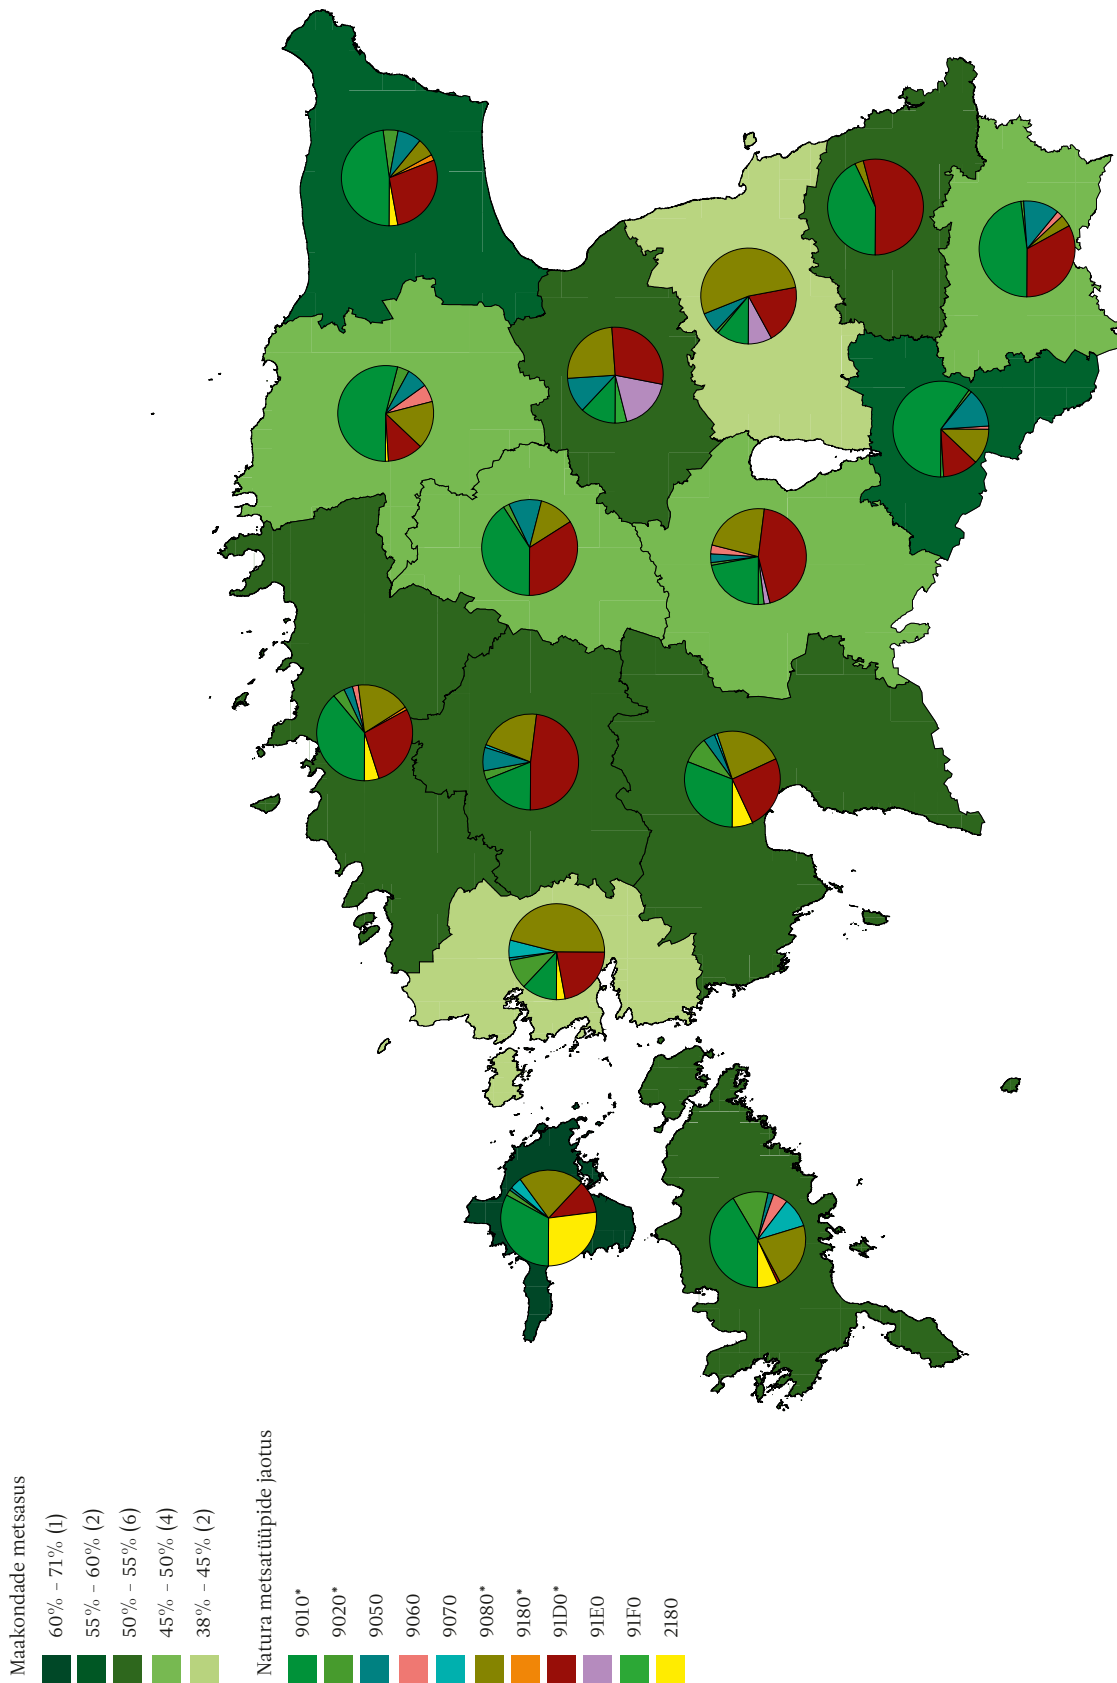 Maakondade metsasus
60% – 71% (1)
55% – 60% (2)
50% – 55% (6)
45% – 50% (4)
38% – 45% (2)
Natura metsatüüpide jaotus
9010*
9020*
9050
9060
9070
9080*
9180*
91D0*
91E0
91F0
2180